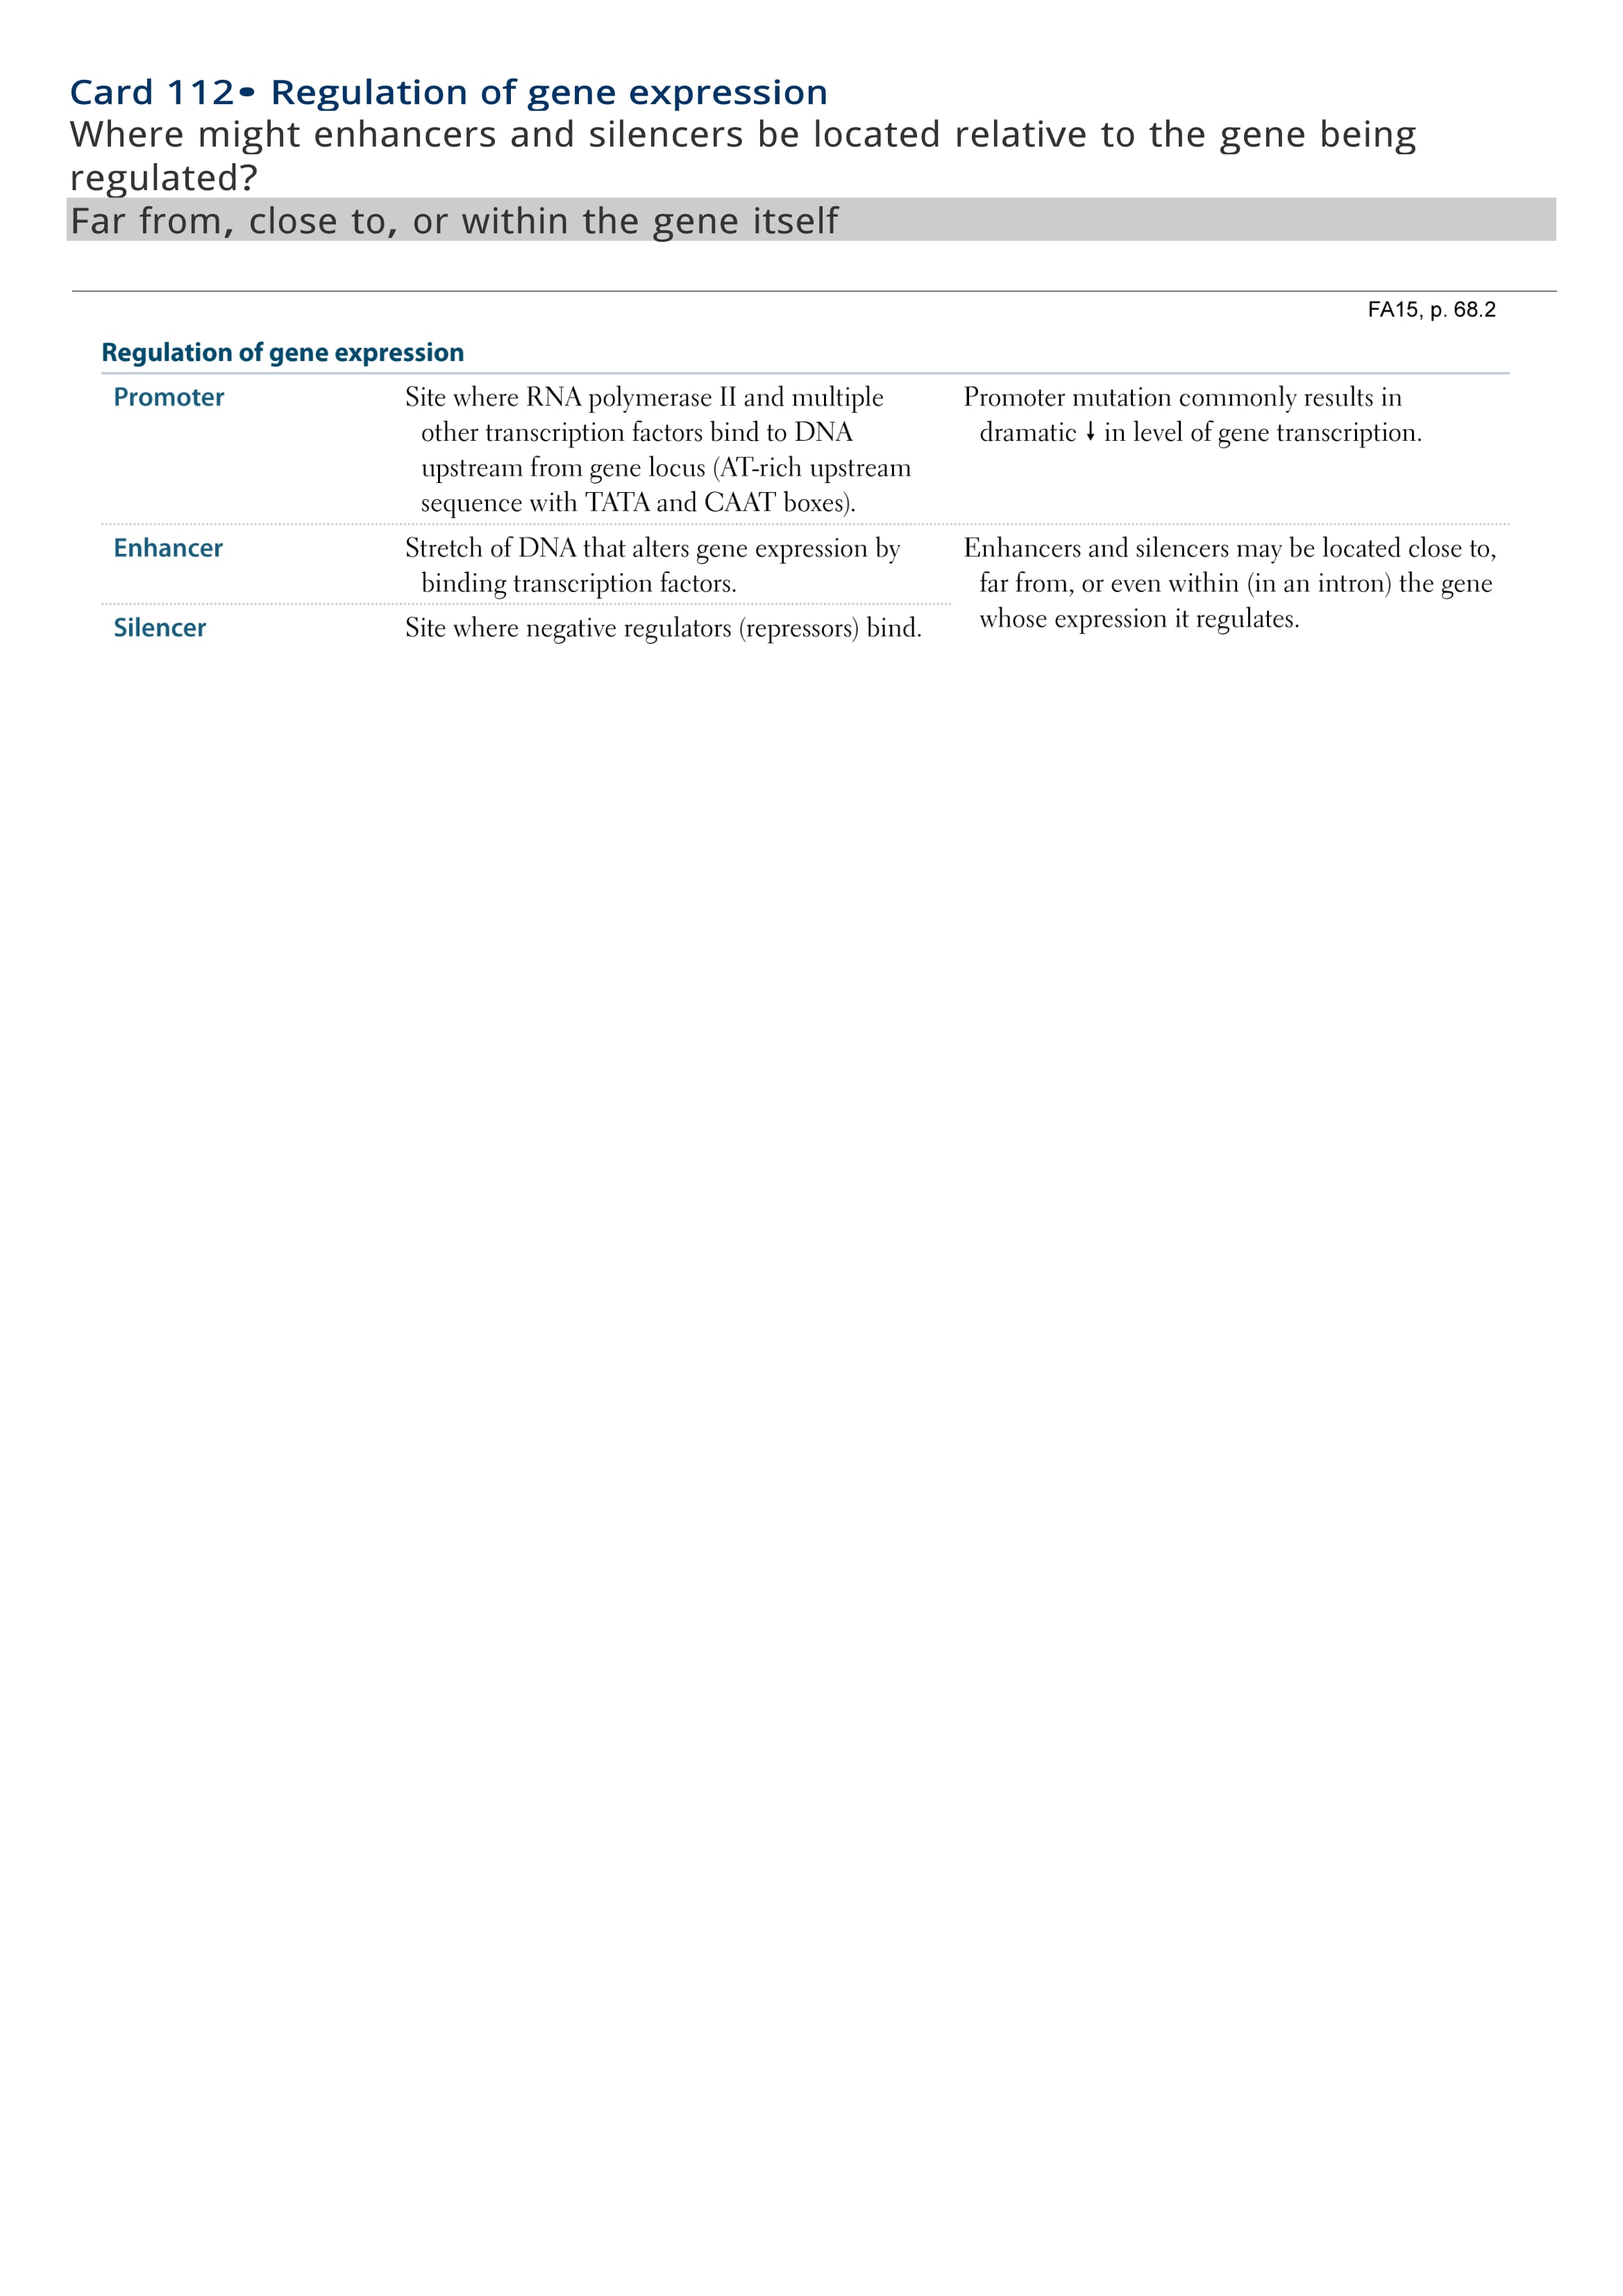 Card 112• Regulation of gene expression
Where might enhancers and silencers be located relative to the gene being
regulated?
Far from, close to, or within the gene itself
FA15, p. 68.2
Regulation of gene expression
Promoter
Site where RNA polymerase II and multiple
other transcription factors bind to DNA
upstream from gene locus (AT-rich upstream
sequence with TATA and CAAT boxes).
Promoter mutation commonly results in
dramatic ↓ in level of gene transcription.
Enhancer
Stretch of DNA that alters gene expression by
binding transcription factors.
Enhancers and silencers may be located close to,
far from, or even within (in an intron) the gene
whose expression it regulates.
Silencer
Site where negative regulators (repressors) bind.